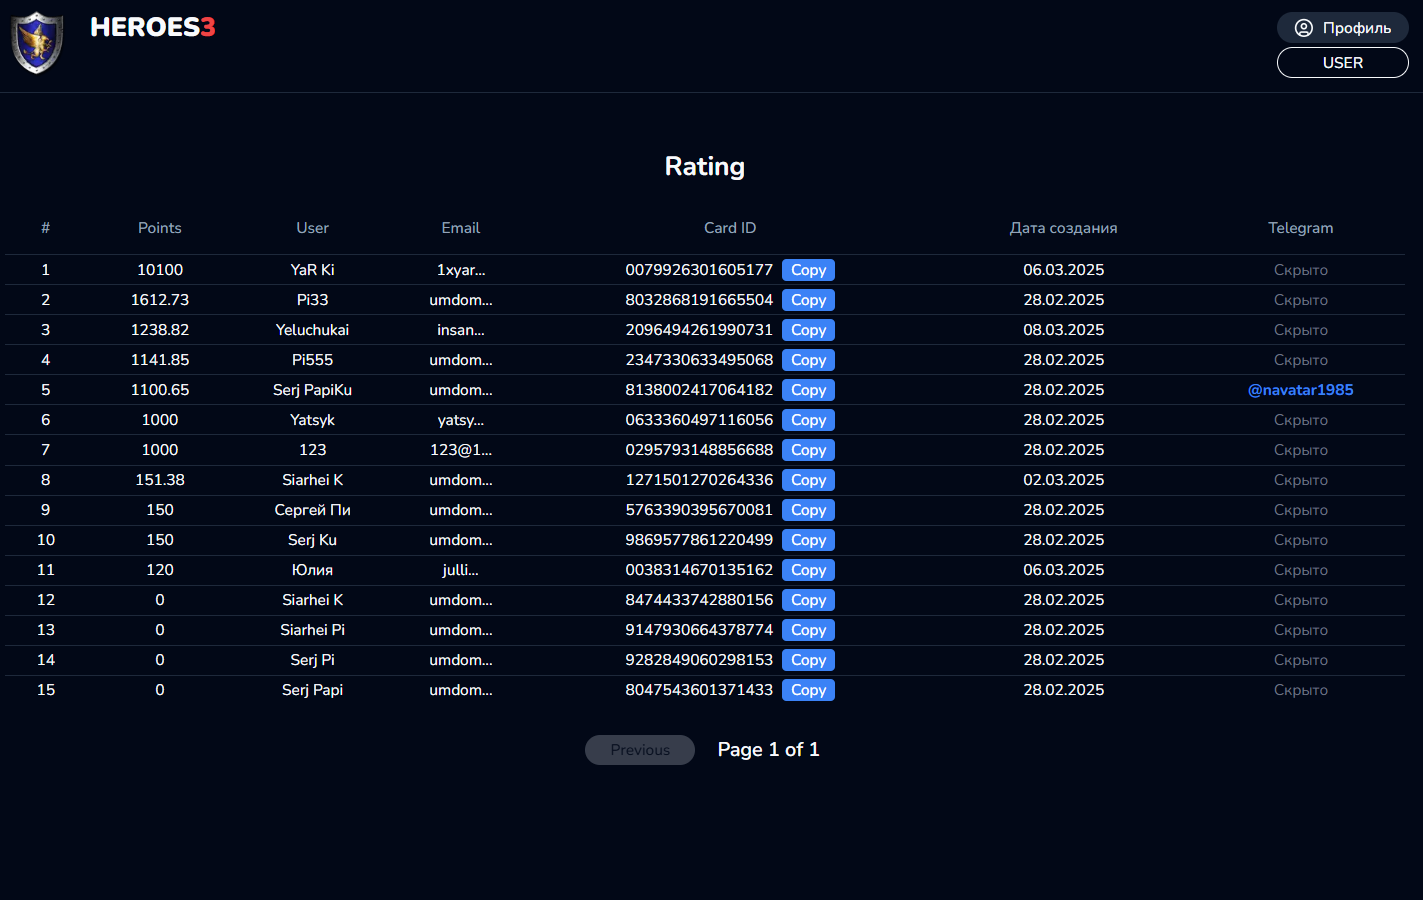 HEROES3
Профиль
USER
Rating
# Points User Email Card ID Дата создания Telegram
1 10100 YaR Ki 1xyar... 0079926301605177 Copy 06.03.2025 Скрыто
2 1612.73 Pi33 umdom... 8032868191665504 Copy 28.02.2025 Скрыто
3 1238.82 Yeluchukai insan... 2096494261990731 Copy 08.03.2025 Скрыто
4 1141.85 Pi555 umdom... 2347330633495068 Copy 28.02.2025 Скрыто
5 1100.65 Serj PapiKu umdom... 8138002417064182 Copy 28.02.2025 @navatar1985
6 1000 Yatsyk yatsy... 0633360497116056 Copy 28.02.2025 Скрыто
7 1000 123 123@1... 0295793148856688 Copy 28.02.2025 Скрыто
8 151.38 Siarhei K umdom... 1271501270264336 Copy 02.03.2025 Скрыто
9 150 Сергей Пи umdom... 5763390395670081 Copy 28.02.2025 Скрыто
10 150 Serj Ku umdom... 9869577861220499 Copy 28.02.2025 Скрыто
11 120 Юлия julli... 0038314670135162 Copy 06.03.2025 Скрыто
12 0 Siarhei K umdom... 8474433742880156 Copy 28.02.2025 Скрыто
13 0 Siarhei Pi umdom... 9147930664378774 Copy 28.02.2025 Скрыто
14 0 Serj Pi umdom... 9282849060298153 Copy 28.02.2025 Скрыто
15 0 Serj Papi umdom... 8047543601371433 Copy 28.02.2025 Скрыто
Previous Page 1 of 1